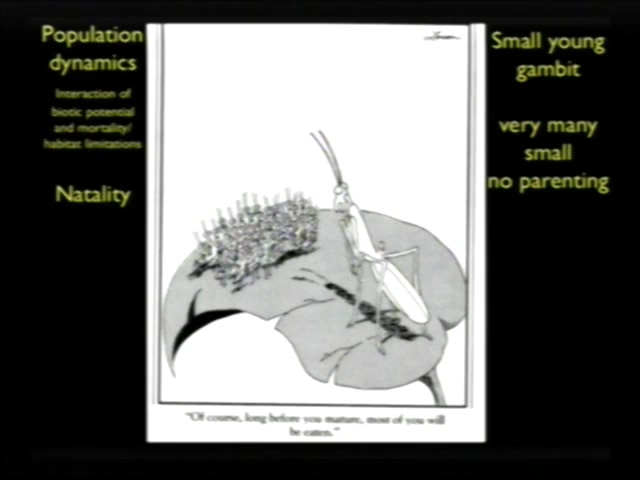 Population
dynamics
Interaction of
biotic potential
and mortality/
habitat limitations
Natality
Small young
gambit
very many
small
no parenting
"Of course, long before you mature, most of you will
be eaten."